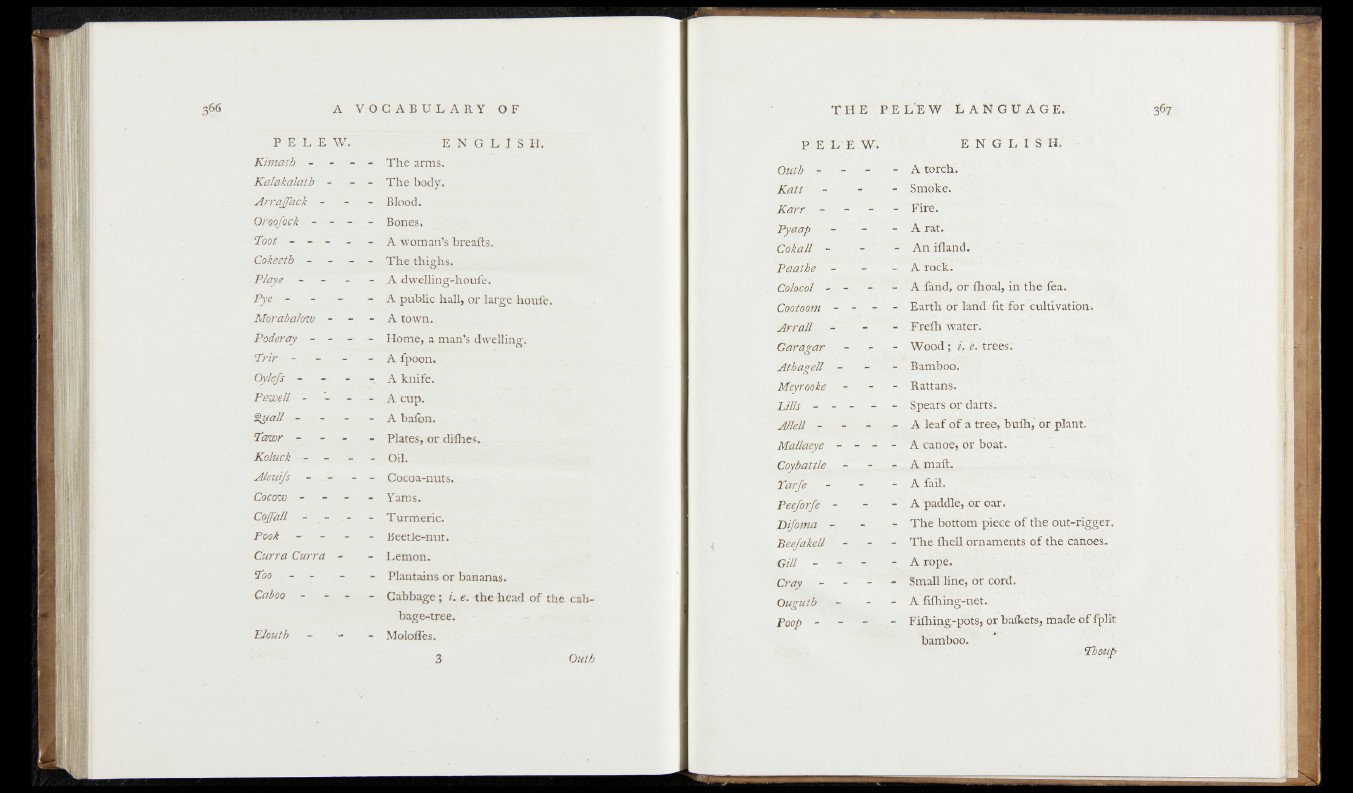 366 A VOCABULARY OF
PELEW. ENGLISH.
Kimath - - - - The arms.
Kalakalath - - - The body.
Arraſſack - - - Blood.
Orooſock - - - - Bones.
Toot - - - - - A woman's breaſts.
Cokeeth - - - - The thighs.
Playe - - - - A dwelling-houſe.
Pye - - - - A public hall, or large houſe.
Morabalow - - - A town.
Poderay - - - - Home, a man's dwelling.
Trir - - - - A ſpoon.
Oyleſs - - - - A knife.
Pewell - - - - A cup.
Quall - - - - A baſon.
Tawr - - - - Plates, or diſhes.
Koluck - - - - Oil.
Aleuiſs - - - - Cocoa-nuts.
Cocow - - - - Yams.
Coſſall - - - - Turmeric.
Pook - - - - Beetle-nut.
Curra Curra - - Lemon.
Too - - - - Plantains or bananas.
Caboo - - - - Cabbage; i. e. the head of the cab-
bage-tree.
Elouth - - - Moloſſes.
3 Outh
THE PELEW LANGUAGE. 367
PELEW. ENGLISH.
Outh - - - - A torch.
Katt - - - Smoke.
Karr - - - - Fire.
Pyaap - - - A rat.
Cokall - - - An iſland.
Paathe - - - A rock.
Colocol - - - - A ſand, or ſhoal, in the ſea.
Cootoom - - - - Earth or land fit for cultivation.
Arrall - - - Freſh water.
Garagar - - - Wood; i. e. trees.
Athagell - - - Bamboo.
Meyrooke - - - Rattans.
Lills - - - - - Spears or darts.
Allell - - - - A leaf of a tree, buſh, or plant.
Mallaeye - - - - A canoe, or boat.
Coybattle - - - A maſt.
Yarſe - - - A ſail.
Peeſorſe - - - A paddle, or oar.
Diſoma - - - The bottom piece of the out-rigger.
Beeſakell - - - The ſhell ornaments of the canoes.
Gill - - - - A rope.
Cray - - - - Small line, or cord.
Ouguth - - - A fiſhing-net.
Poop - - - - Fiſhing-pots, or baſkets, made of ſplit
bamboo.
Thoup